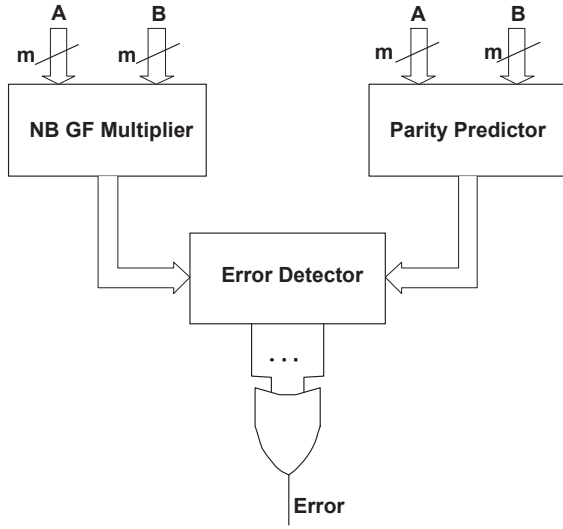 A B A B
m m m m
NB GF Multiplier Parity Predictor
Error Detector
...
Error